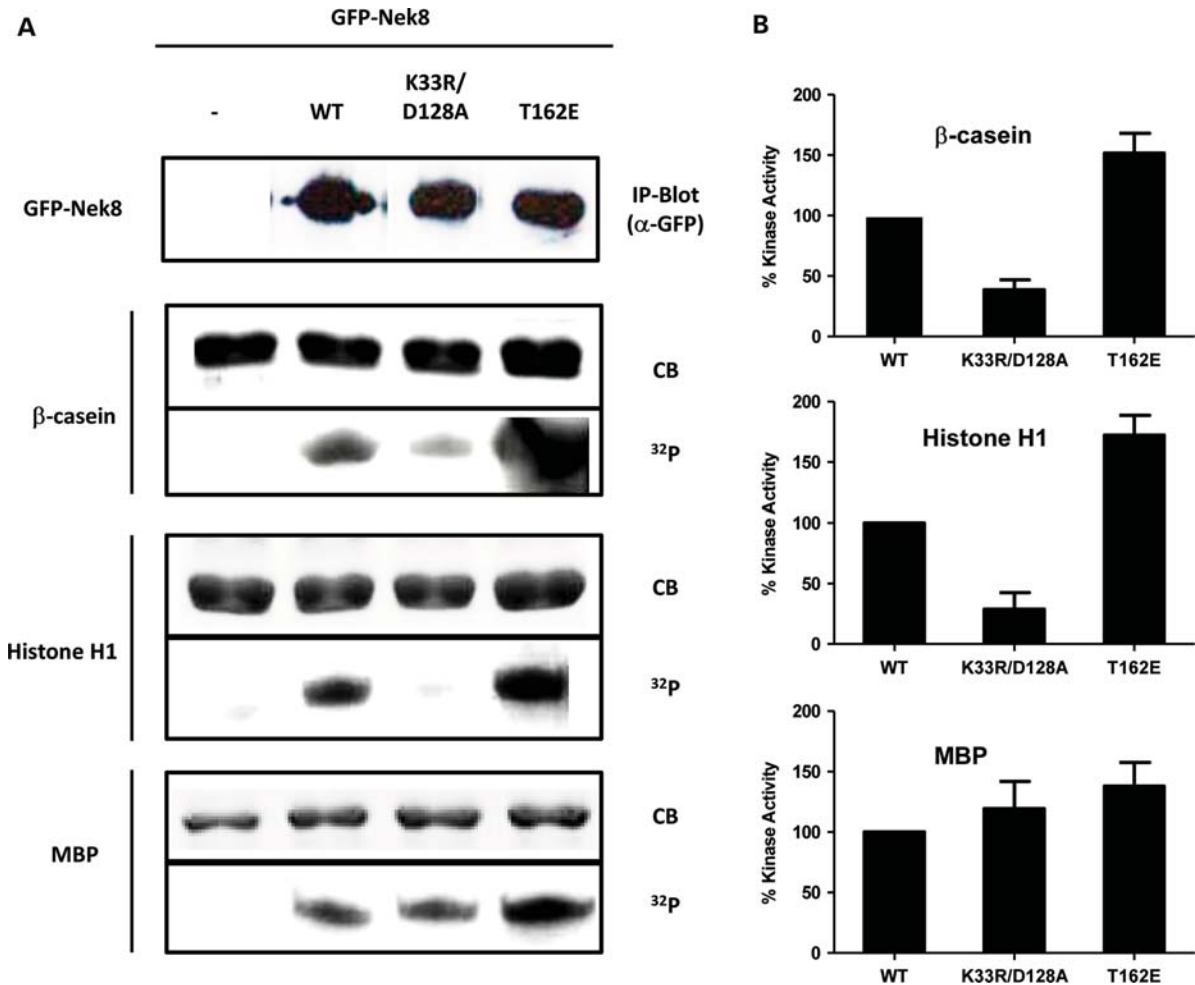 A
GFP-Nek8
-
WT
K33R/
D128A
T162E
GFP-Nek8
IP-Blot
(α-GFP)
β-casein
CB
32P
Histone H1
CB
32P
MBP
CB
32P
B
β-casein
% Kinase Activity
200
150
100
50
0
WT
K33R/D128A
T162E
Histone H1
% Kinase Activity
200
150
100
50
0
WT
K33R/D128A
T162E
MBP
% Kinase Activity
200
150
100
50
0
WT
K33R/D128A
T162E